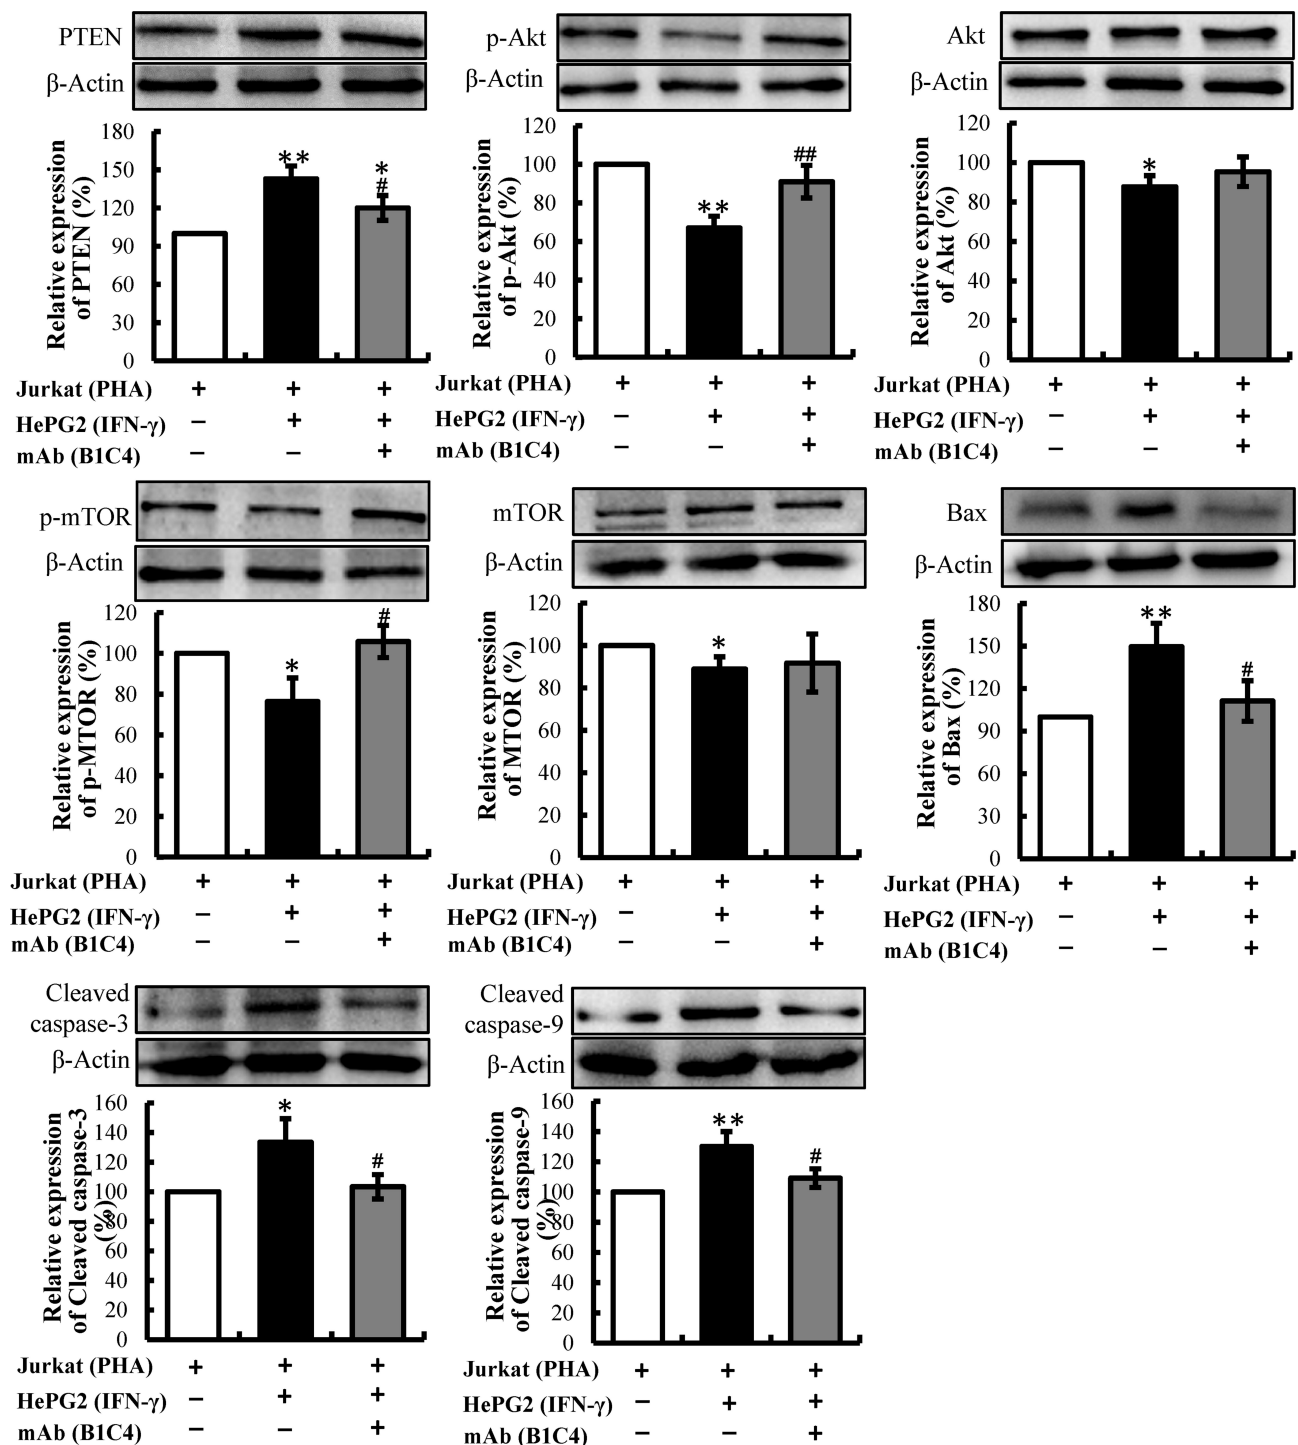 PTEN
β-Actin
180
150
120
90
60
30
0
Relative expression
of PTEN (%)
**
*
#
Jurkat (PHA) + + +
HePG2 (IFN-γ) – + +
mAb (B1C4) – – +
p-Akt
β-Actin
120
100
80
60
40
20
0
Relative expression
of p-Akt (%)
**
##
Jurkat (PHA) + + +
HePG2 (IFN-γ) – + +
mAb (B1C4) – – +
Akt
β-Actin
120
100
80
60
40
20
0
Relative expression
of Akt (%)
*
Jurkat (PHA) + + +
HePG2 (IFN-γ) – + +
mAb (B1C4) – – +
p-mTOR
β-Actin
120
100
80
60
40
20
0
Relative expression
of p-MTOR (%)
*
#
Jurkat (PHA) + + +
HePG2 (IFN-γ) – + +
mAb (B1C4) – – +
mTOR
β-Actin
120
100
80
60
40
20
0
Relative expression
of MTOR (%)
*
Jurkat (PHA) + + +
HePG2 (IFN-γ) – + +
mAb (B1C4) – – +
Bax
β-Actin
180
150
120
90
60
30
0
Relative expression
of Bax (%)
**
#
Jurkat (PHA) + + +
HePG2 (IFN-γ) – + +
mAb (B1C4) – – +
Cleaved
caspase-3
β-Actin
160
140
120
100
80
60
40
20
0
Relative expression
of Cleaved caspase-3
(%)
*
#
Jurkat (PHA) + + +
HePG2 (IFN-γ) – + +
mAb (B1C4) – – +
Cleaved
caspase-9
β-Actin
160
140
120
100
80
60
40
20
0
Relative expression
of Cleaved caspase-9
(%)
**
#
Jurkat (PHA) + + +
HePG2 (IFN-γ) – + +
mAb (B1C4) – – +